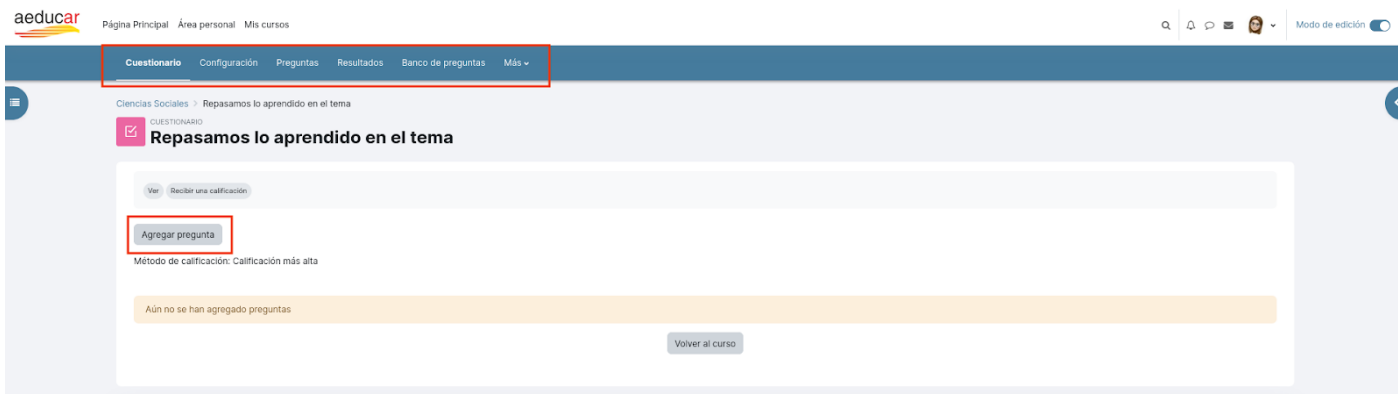 aeducar
Página Principal Área personal Mis cursos
Modo de edición
Cuestionario Configuración Preguntas Resultados Banco de preguntas Más
Ciencias Sociales > Repasamos lo aprendido en el tema
CUESTIONARIO
Repasamos lo aprendido en el tema
Ver Recibir una calificación
Agregar pregunta
Método de calificación: Calificación más alta
Aún no se han agregado preguntas
Volver al curso